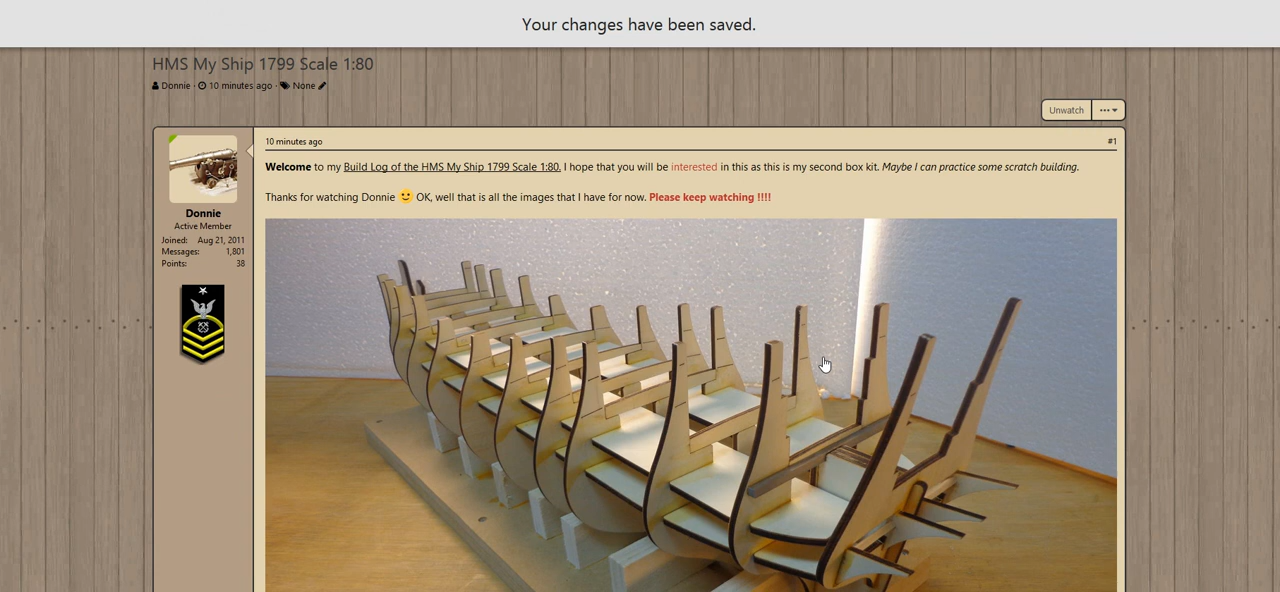 Your changes have been saved.
HMS My Ship 1799 Scale 1:80
Donnie · 10 minutes ago · None
Unwatch
10 minutes ago #1
Welcome to my Build Log of the HMS My Ship 1799 Scale 1:80. I hope that you will be interested in this as this is my second box kit. Maybe I can practice some scratch building.
Thanks for watching Donnie 🙂 OK, well that is all the images that I have for now. Please keep watching !!!!
Donnie
Active Member
Joined: Aug 21, 2011
Messages: 1,801
Points: 38